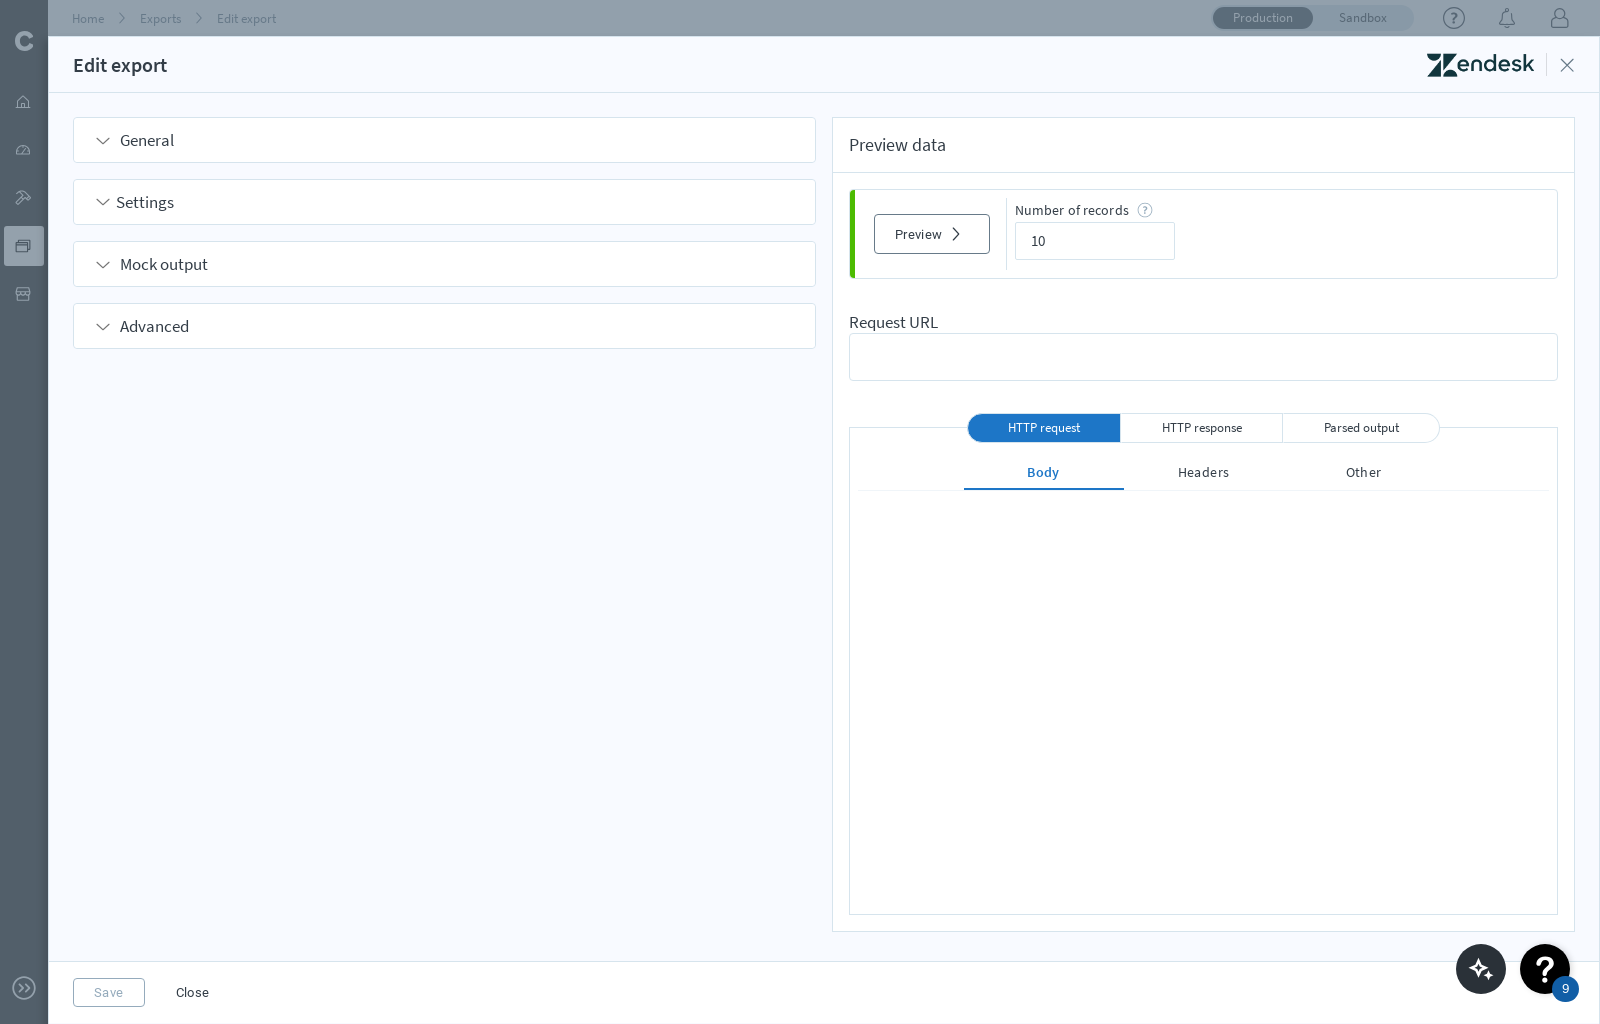 Home
Exports
Edit export
Production
Sandbox
Edit export
zendesk
General
Settings
Mock output
Advanced
Preview data
Preview
Number of records
10
Request URL
HTTP request
HTTP response
Parsed output
Body
Headers
Other
Save
Close
9